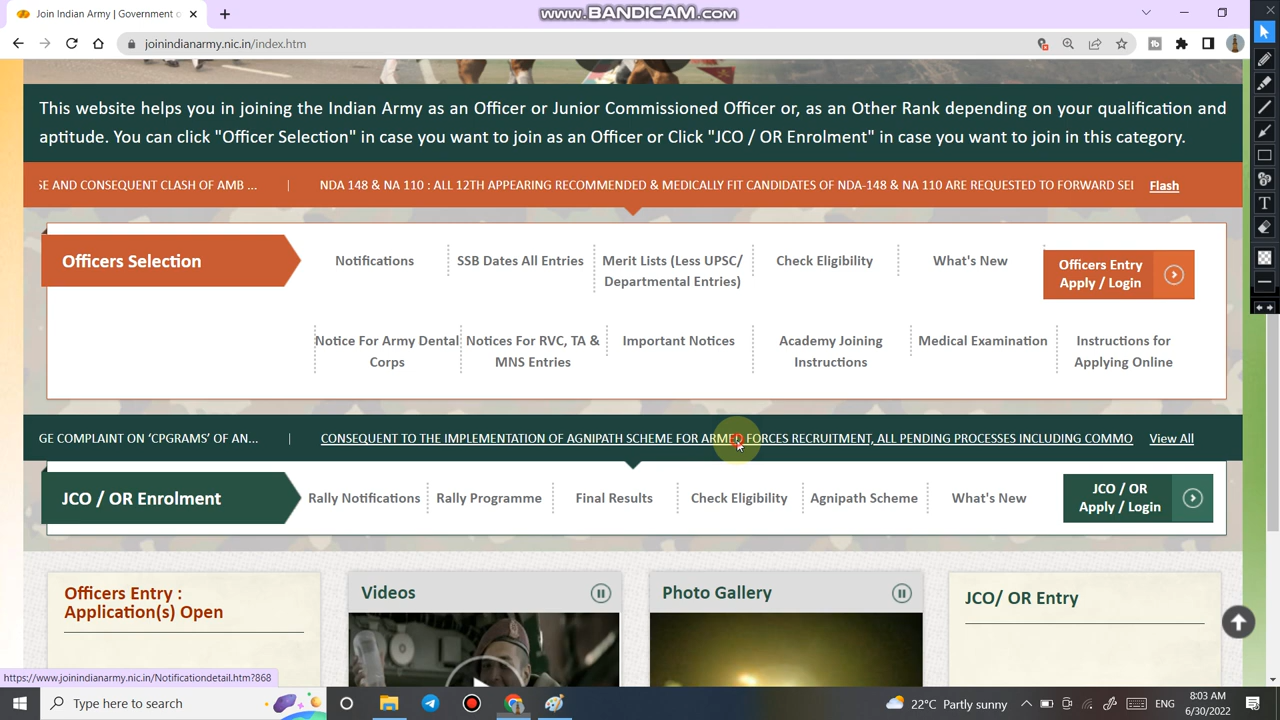 Join Indian Army | Government o
www.BANDICAM.com
joinindianarmy.nic.in/index.htm
This website helps you in joining the Indian Army as an Officer or Junior Commissioned Officer or, as an Other Rank depending on your qualification and
aptitude. You can click "Officer Selection" in case you want to join as an Officer or Click "JCO / OR Enrolment" in case you want to join in this category.
SE AND CONSEQUENT CLASH OF AMB ... | NDA 148 & NA 110 : ALL 12TH APPEARING RECOMMENDED & MEDICALLY FIT CANDIDATES OF NDA-148 & NA 110 ARE REQUESTED TO FORWARD SEI Flash
Officers Selection
Notifications
SSB Dates All Entries
Merit Lists (Less UPSC/
Departmental Entries)
Check Eligibility
What's New
Officers Entry
Apply / Login
Notice For Army Dental
Corps
Notices For RVC, TA &
MNS Entries
Important Notices
Academy Joining
Instructions
Medical Examination
Instructions for
Applying Online
GE COMPLAINT ON ‘CPGRAMS’ OF AN... | CONSEQUENT TO THE IMPLEMENTATION OF AGNIPATH SCHEME FOR ARMED FORCES RECRUITMENT, ALL PENDING PROCESSES INCLUDING COMMO View All
JCO / OR Enrolment
Rally Notifications
Rally Programme
Final Results
Check Eligibility
Agnipath Scheme
What's New
JCO / OR
Apply / Login
Officers Entry :
Application(s) Open
Videos
Photo Gallery
JCO/ OR Entry
https://www.joinindianarmy.nic.in/Notificationdetail.htm?868
Type here to search
22°C Partly sunny
ENG
8:03 AM
6/30/2022